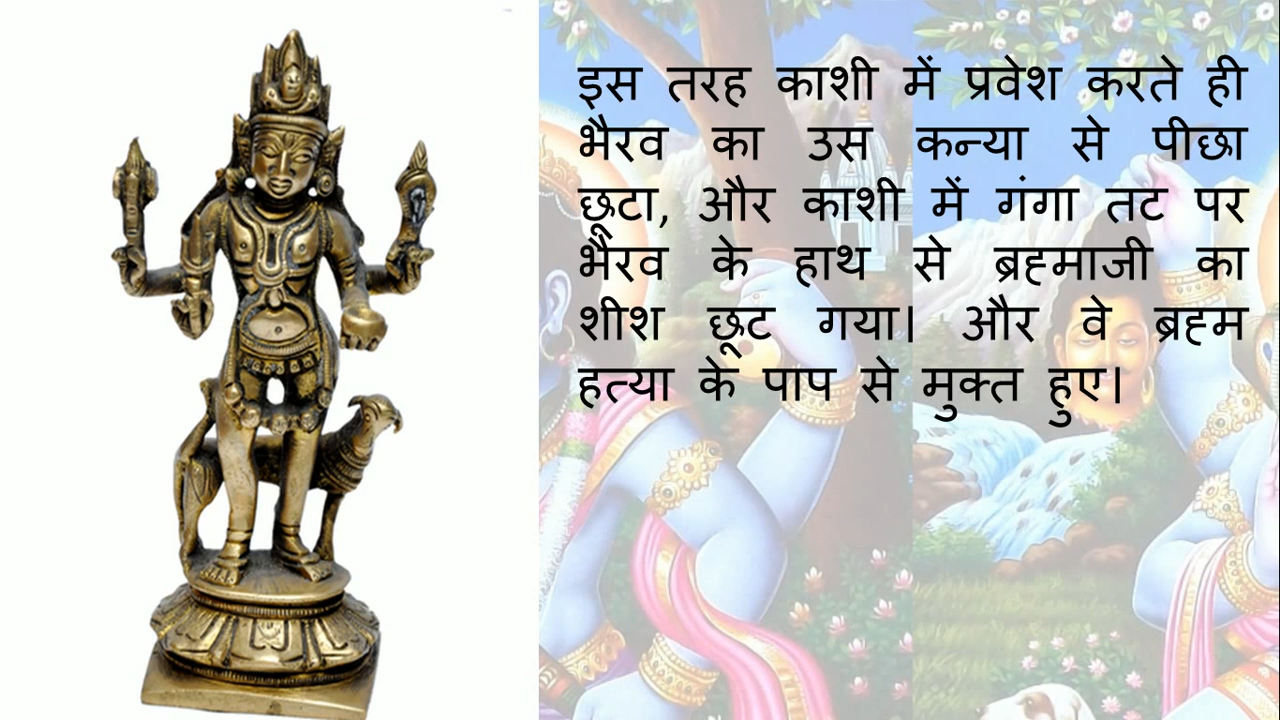 इस तरह काशी में प्रवेश करते ही
भैरव का उस कन्या से पीछा
छूटा, और काशी में गंगा तट पर
भैरव के हाथ से ब्रह्माजी का
शीश छूट गया। और वे ब्रह्म
हत्या के पाप से मुक्त हुए।